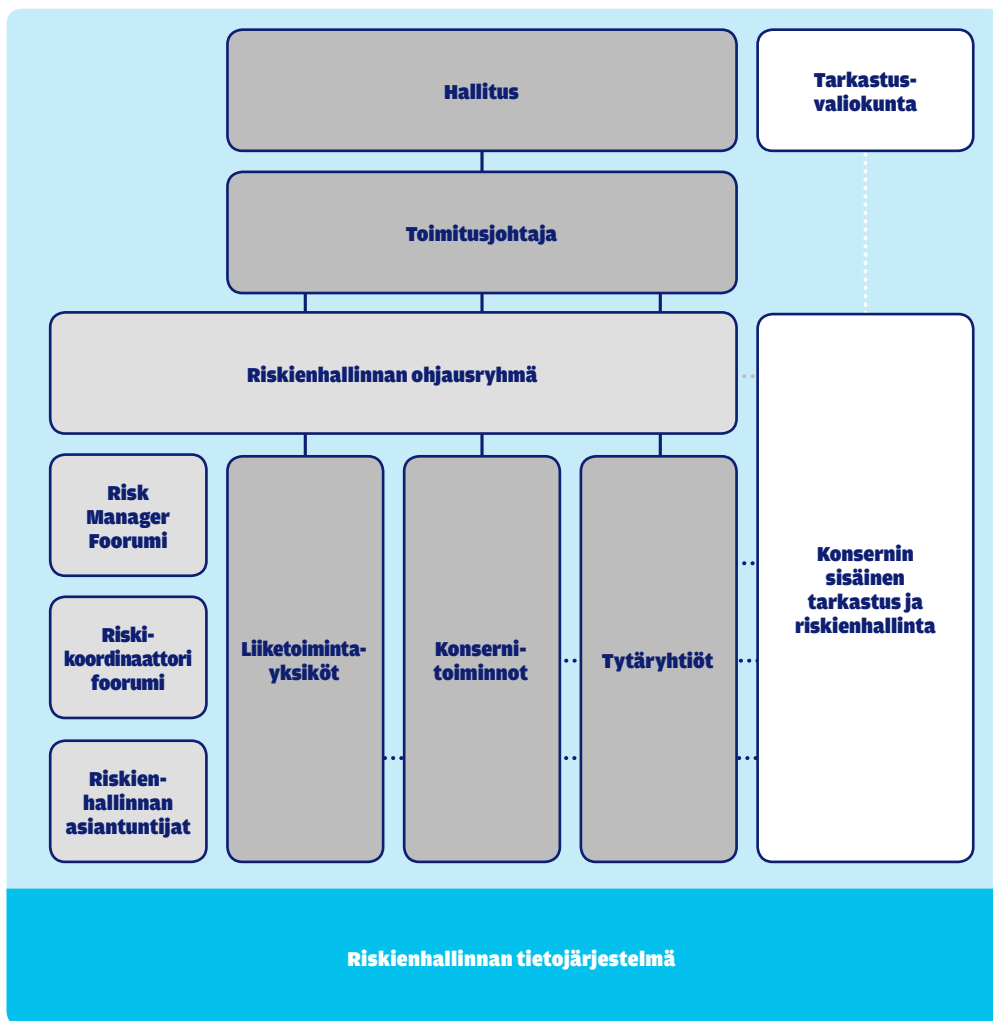 Hallitus
Tarkastus-
valiokunta
Toimitusjohtaja
Riskienhallinnan ohjausryhmä
Risk
Manager
Foorumi
Riski-
koordinaattori
foorumi
Riskien-
hallinnan
asiantuntijat
Liiketoiminta-
yksiköt
Konserni-
toiminnot
Tytäryhtiöt
Konsernin
sisäinen
tarkastus ja
riskienhallinta
Riskienhallinnan tietojärjestelmä